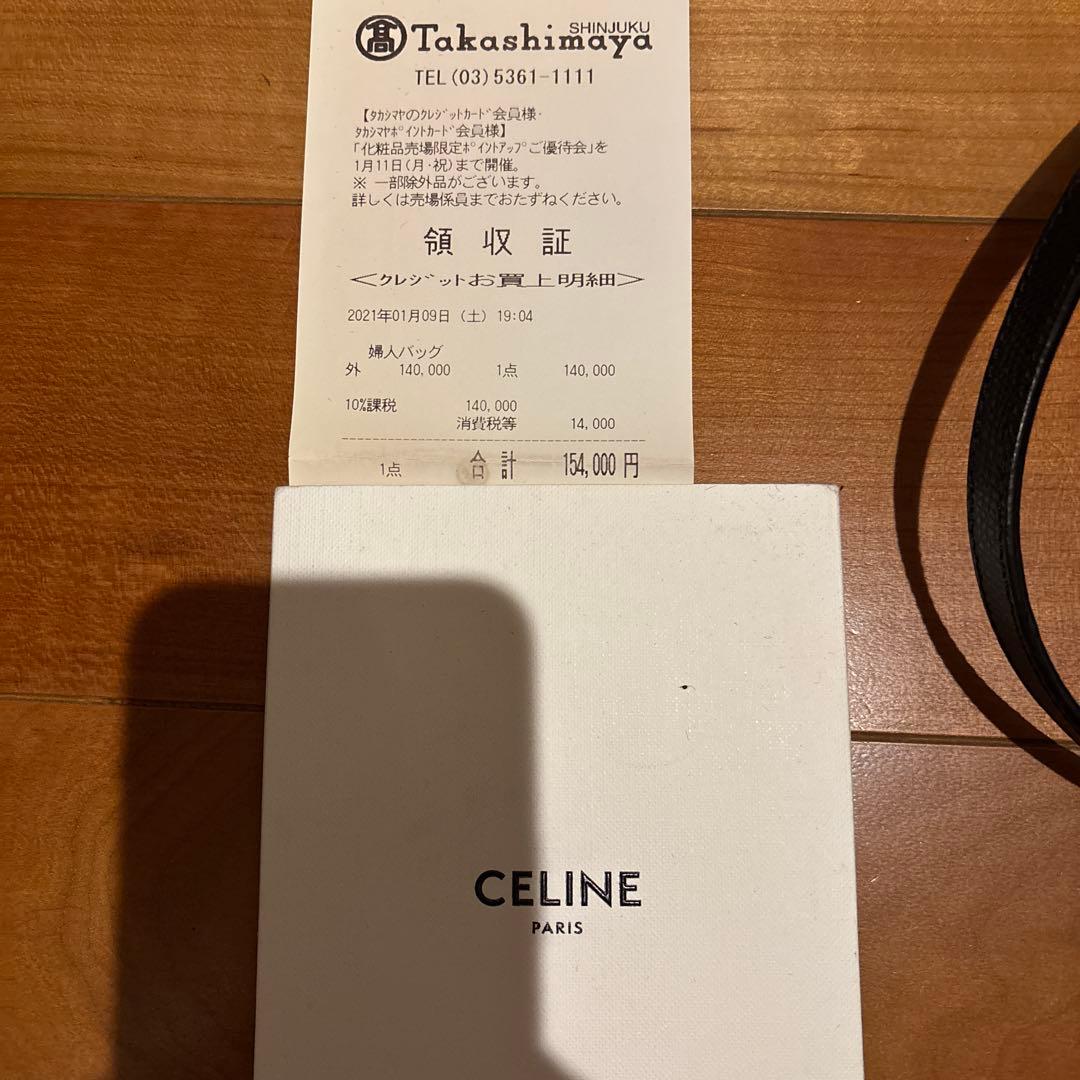 髙 Takashimaya SHINJUKU
TEL (03) 5361-1111
【ﾀｶｼﾏﾔのｸﾚｼﾞｯﾄｶｰﾄﾞ会員様・
ﾀｶｼﾏﾔﾎﾟｲﾝﾄｶｰﾄﾞ会員様】
「化粧品売場限定ﾎﾟｲﾝﾄｱｯﾌﾟご優待会」を
1月11日(月・祝)まで開催。
※ 一部除外品がございます。
詳しくは売場係員までおたずねください。
領収証
<ｸﾚｼﾞｯﾄお買上明細>
2021年01月09日 (土) 19:04
婦人バッグ
外 140,000 1点 140,000
10%課税 140,000
消費税等 14,000
1点 合計 154,000円
CELINE
PARIS